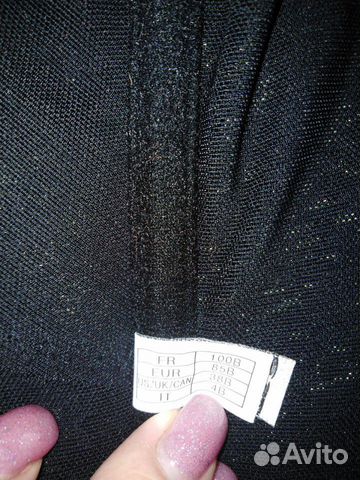 FR 100B
EUR 85B
US/UK/CAN 38B
IT 4B
Avito